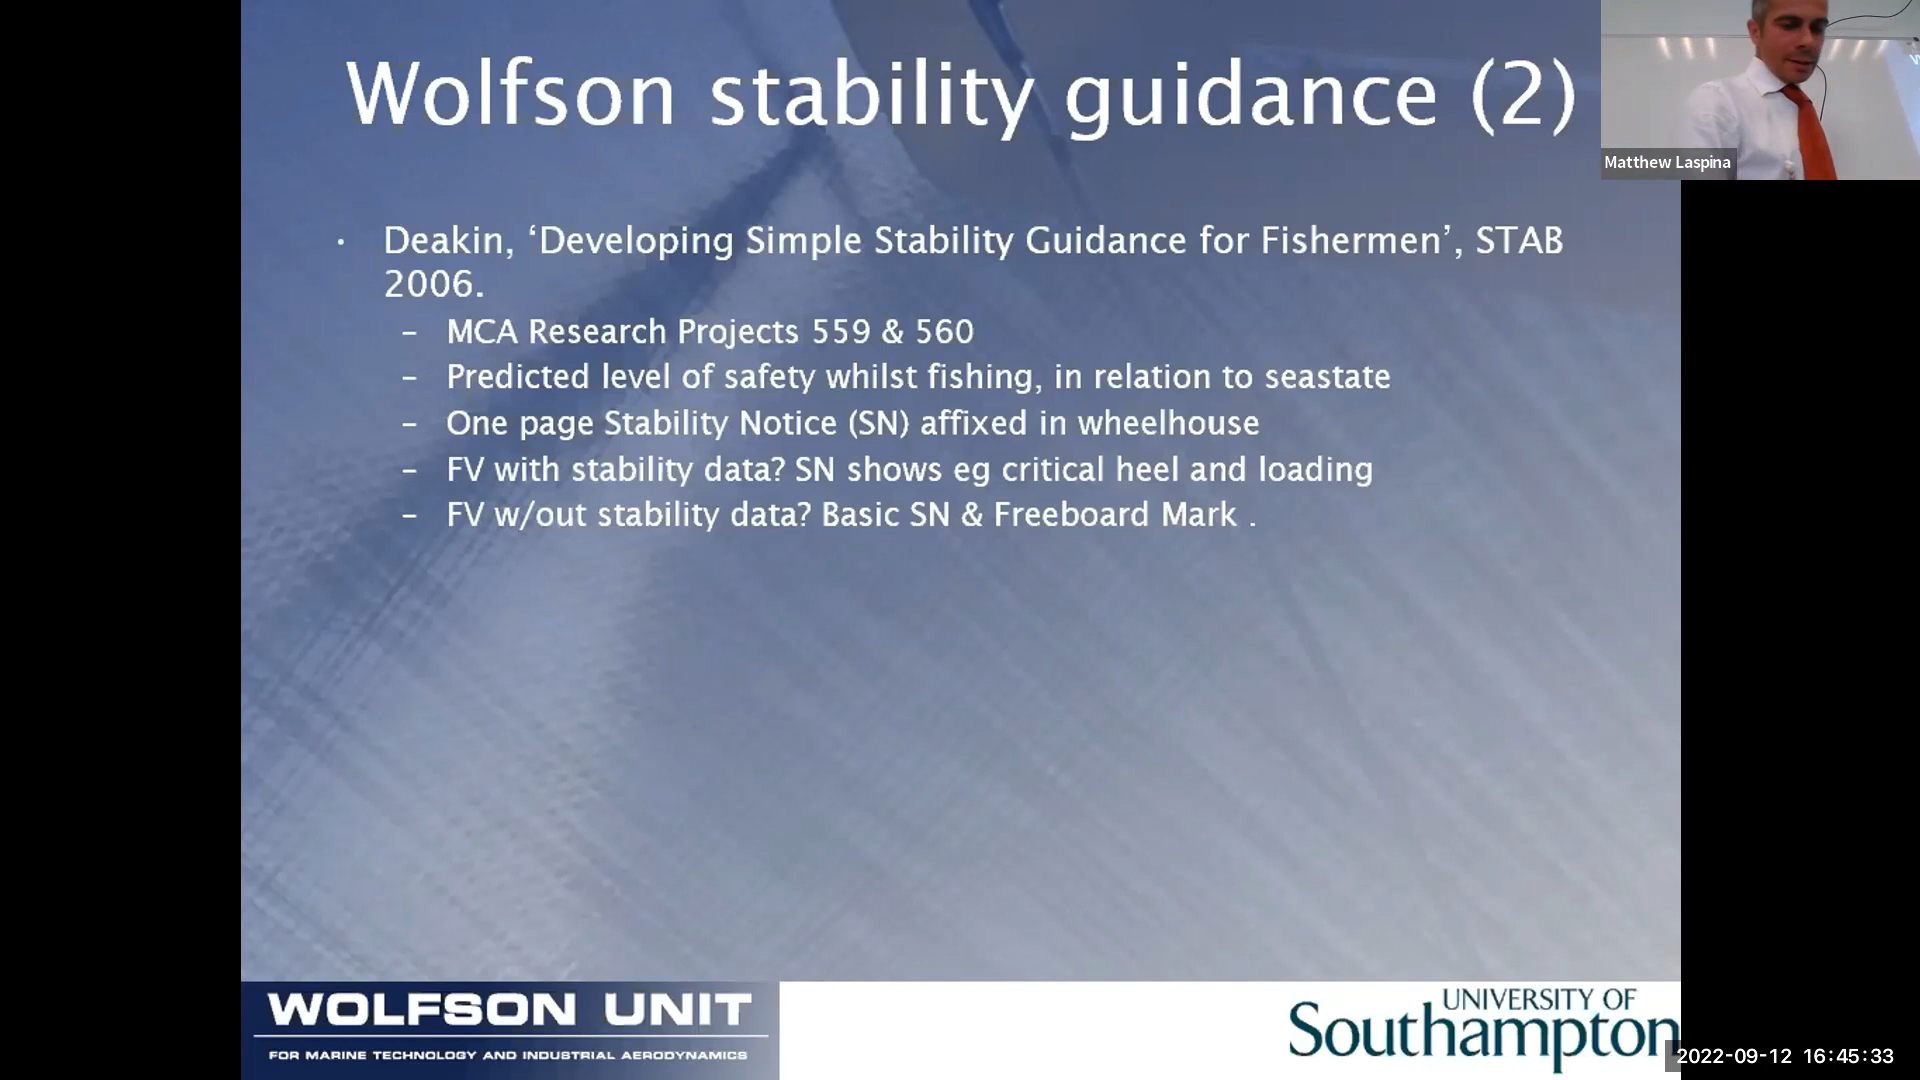 Wolfson stability guidance (2)
Matthew Laspina
• Deakin, ‘Developing Simple Stability Guidance for Fishermen’, STAB
2006.
– MCA Research Projects 559 & 560
– Predicted level of safety whilst fishing, in relation to seastate
– One page Stability Notice (SN) affixed in wheelhouse
– FV with stability data? SN shows eg critical heel and loading
– FV w/out stability data? Basic SN & Freeboard Mark .
WOLFSON UNIT
FOR MARINE TECHNOLOGY AND INDUSTRIAL AERODYNAMICS
UNIVERSITY OF
Southampton
2022-09-12 16:45:33